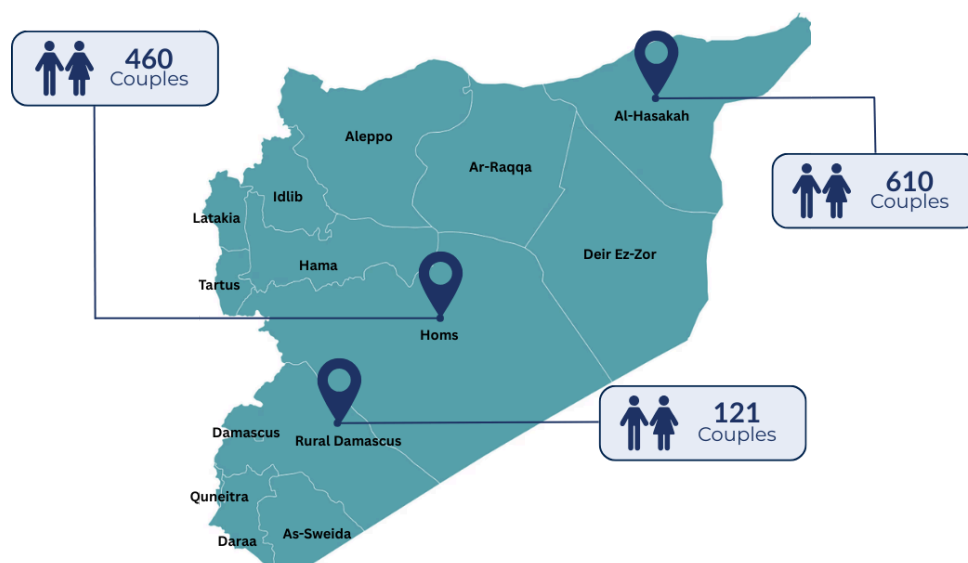 460
Couples
Al-Hasakah
Aleppo
Ar-Raqqa
610
Couples
Idlib
Latakia
Deir Ez-Zor
Hama
Tartus
Homs
121
Couples
Damascus
Rural Damascus
Quneitra
As-Sweida
Daraa